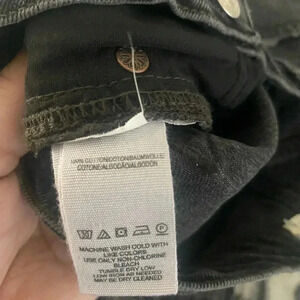 100% COTTON/COTON/BAUMWOLLE/
COTONE/ALGODÃO/ALGODÓN
MACHINE WASH COLD WITH
LIKE COLORS
USE ONLY NON-CHLORINE
BLEACH
TUMBLE DRY LOW
LOW IRON AS NEEDED
MAY BE DRY CLEANED